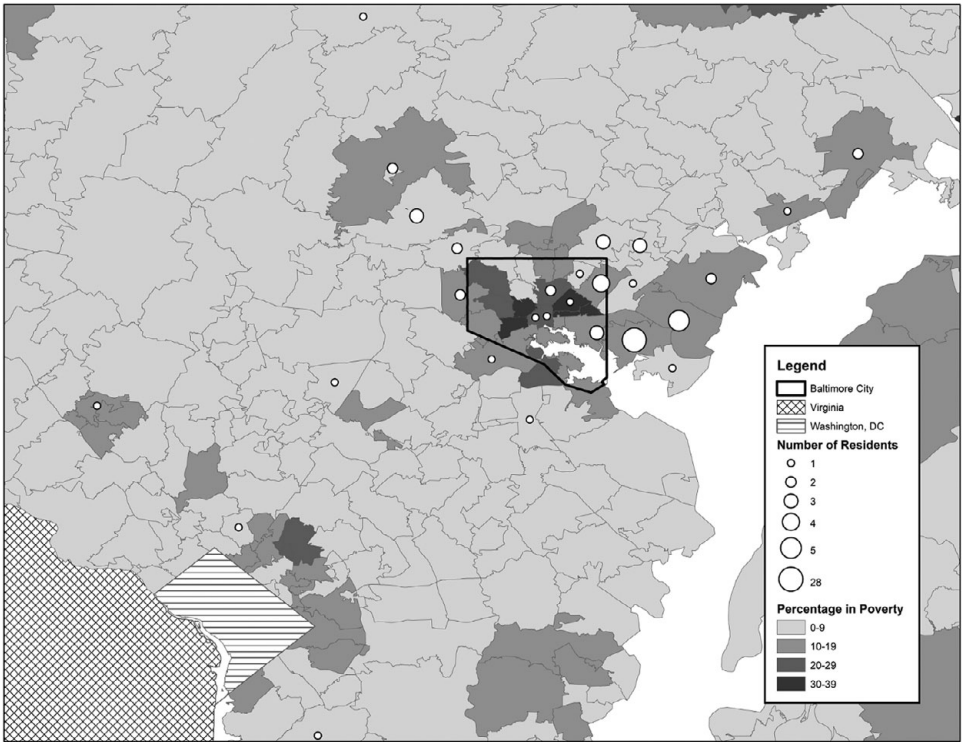 Legend
Baltimore City
Virginia
Washington, DC
Number of Residents
1
2
3
4
5
28
Percentage in Poverty
0-9
10-19
20-29
30-39